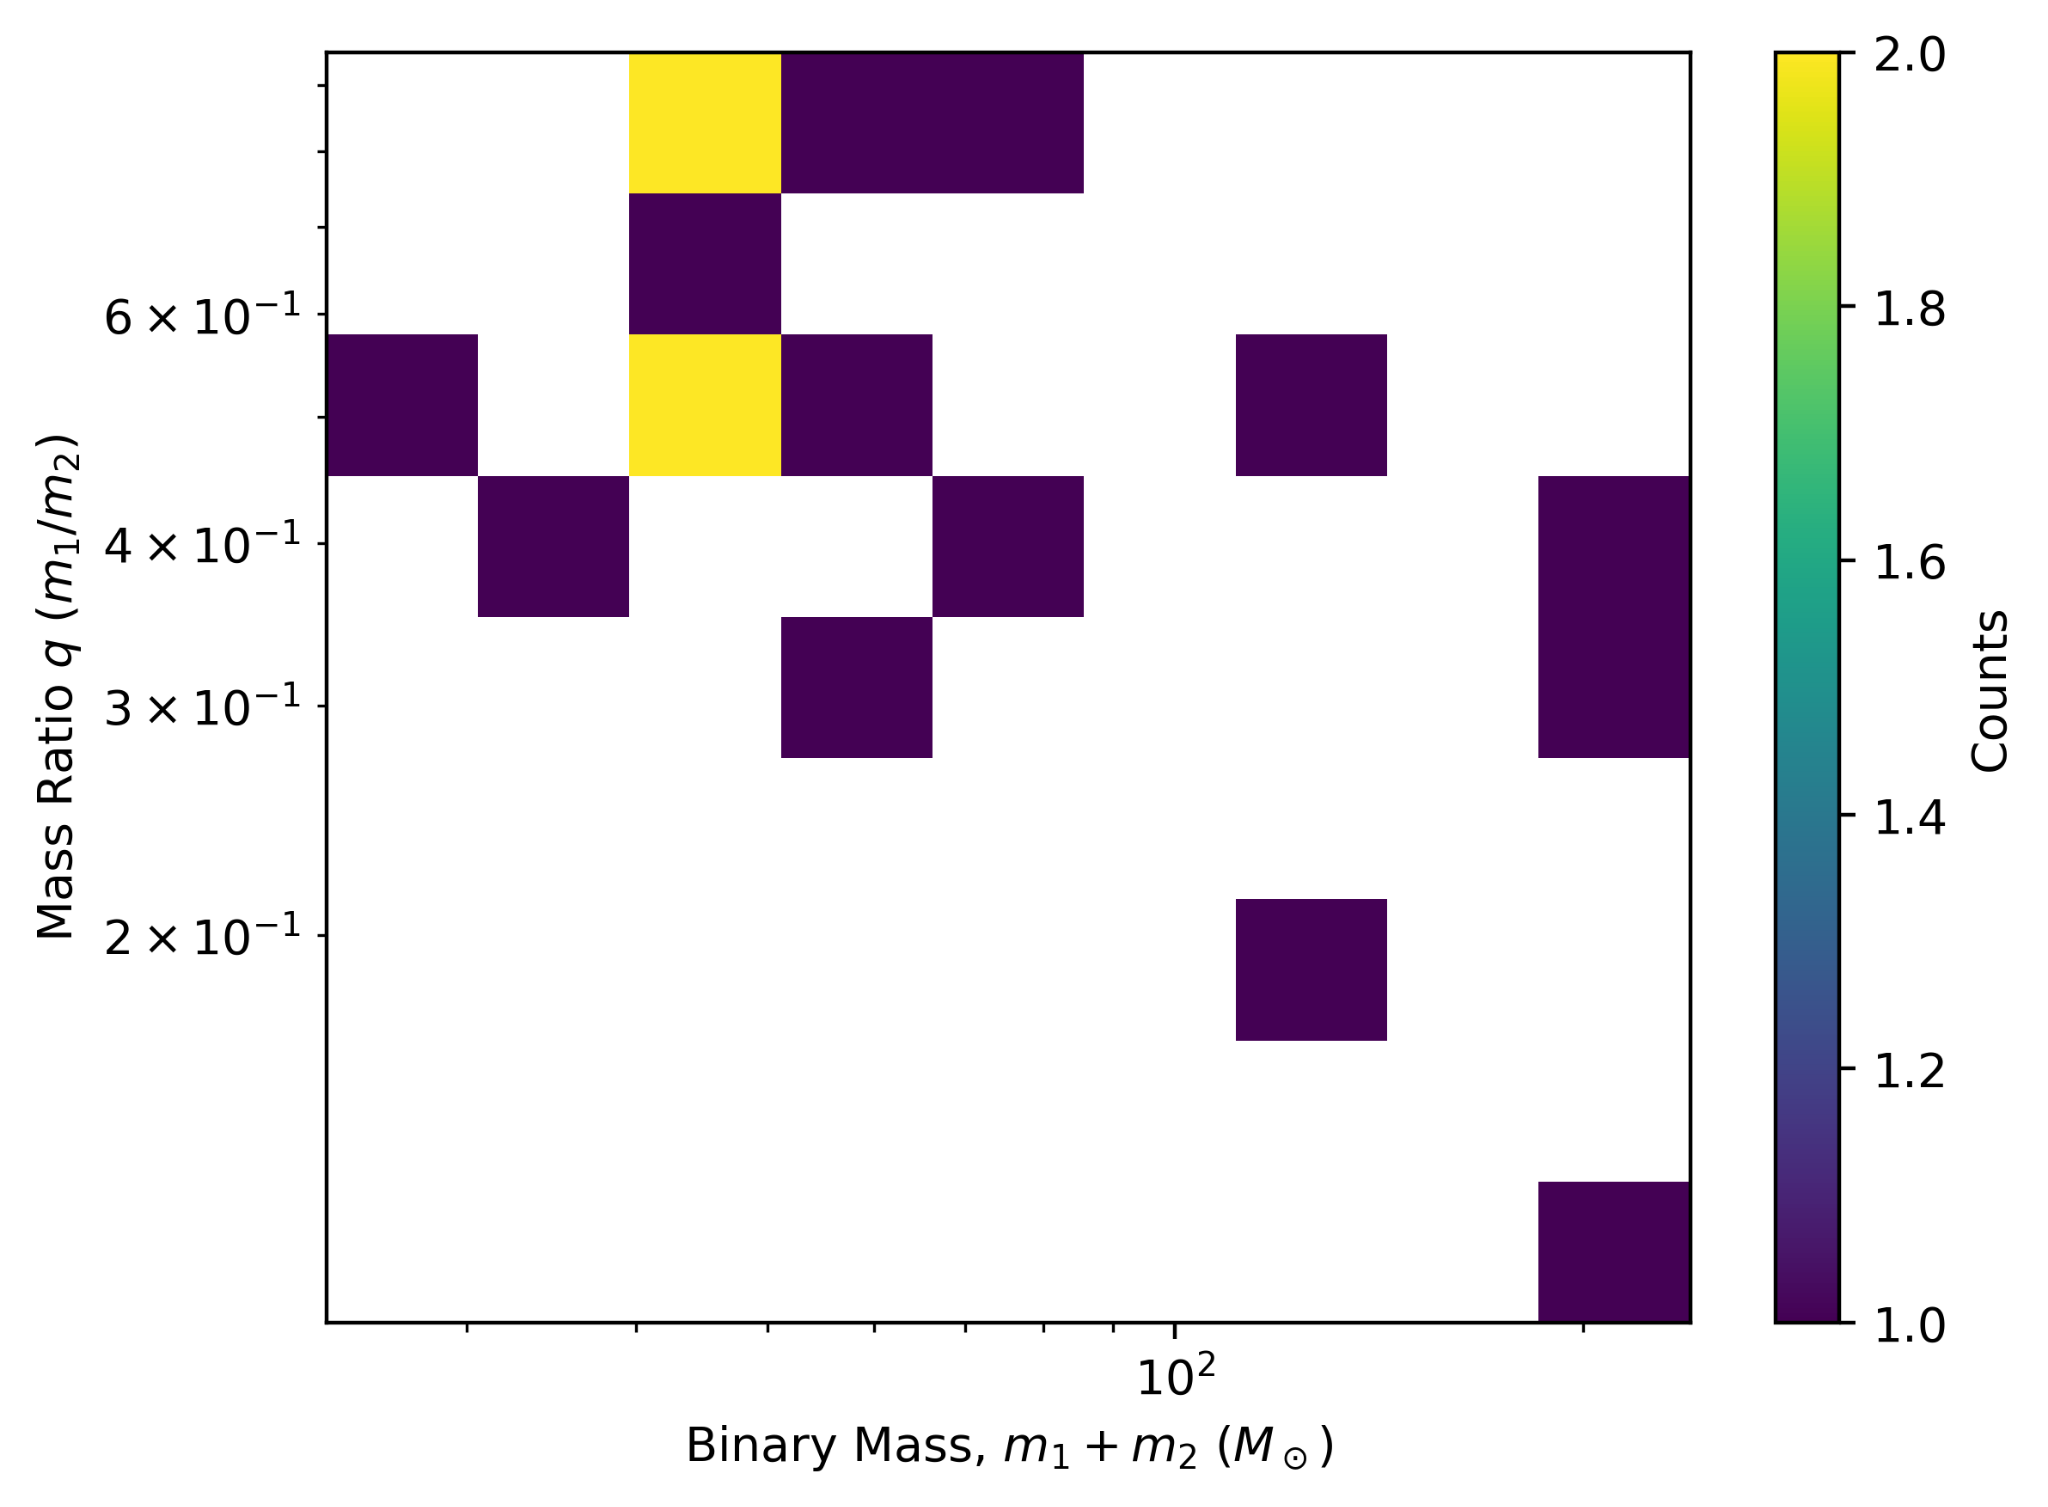 Mass Ratio q (m₁/m₂)
6 × 10⁻¹
4 × 10⁻¹
3 × 10⁻¹
2 × 10⁻¹
10²
Binary Mass, m₁ + m₂ (M☉)
2.0
1.8
1.6
1.4
1.2
1.0
Counts